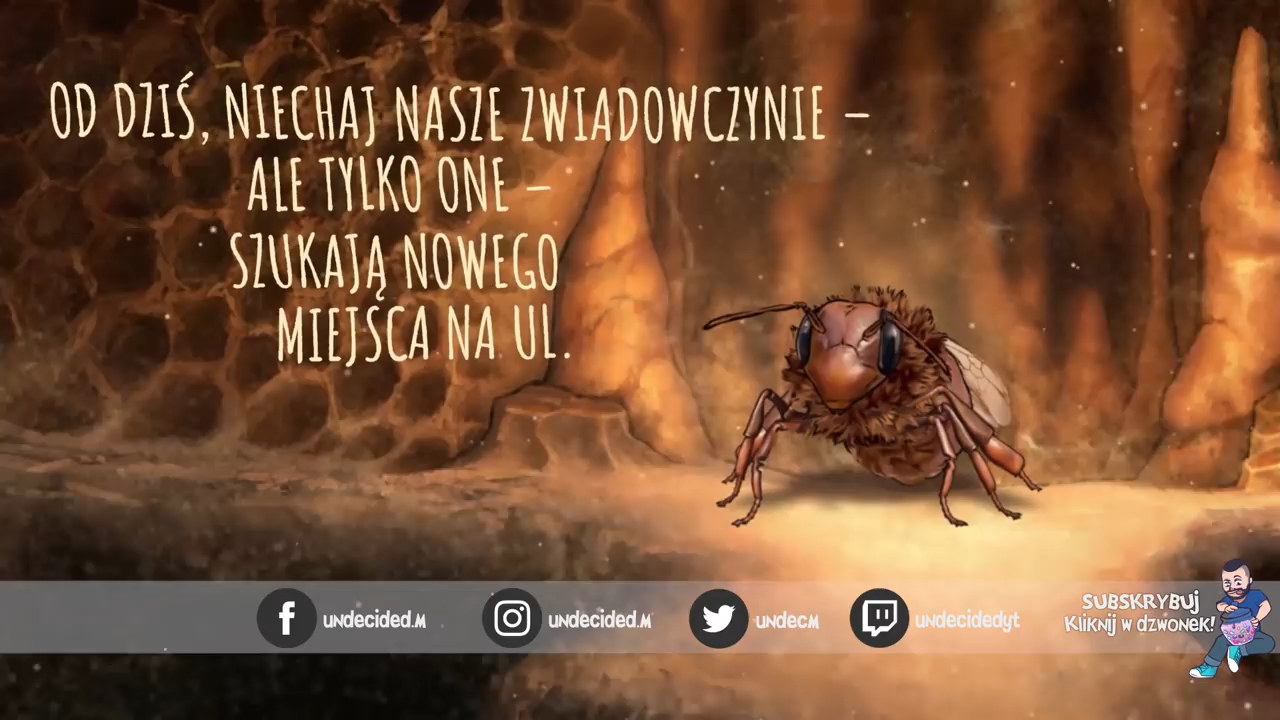 OD DZIŚ, NIECHAJ NASZE ZWIADOWCZYNIE –
ALE TYLKO ONE –
SZUKAJĄ NOWEGO
MIEJSCA NA UL.
undecided.m
undecided.m
undecm
undecidedyt
SUBSKRYBUJ
Kliknij w dzwonek!